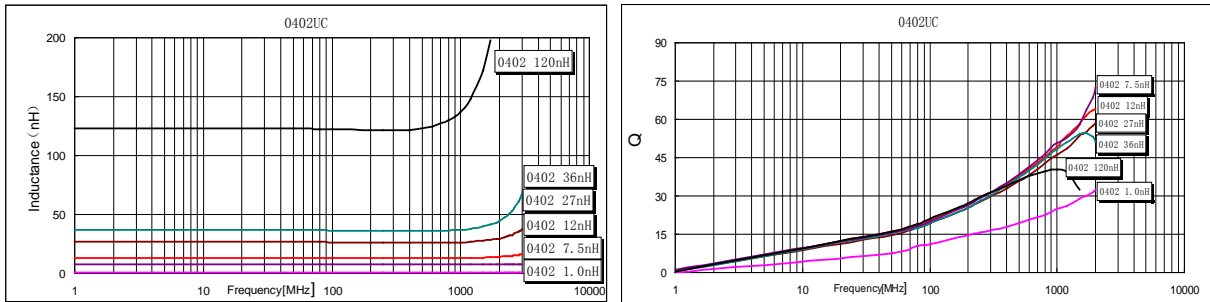 0402UC
200
150
100
50
0
Inductance（nH）
0402 120nH
0402 36nH
0402 27nH
0402 12nH
0402 7.5nH
0402 1.0nH
1
10
100
1000
10000
Frequency[MHz]
0402UC
90
75
60
45
30
15
0
Q
0402 7.5nH
0402 12nH
0402 27nH
0402 36nH
0402 120nH
0402 1.0nH
1
10
100
1000
10000
Frequency[MHz]